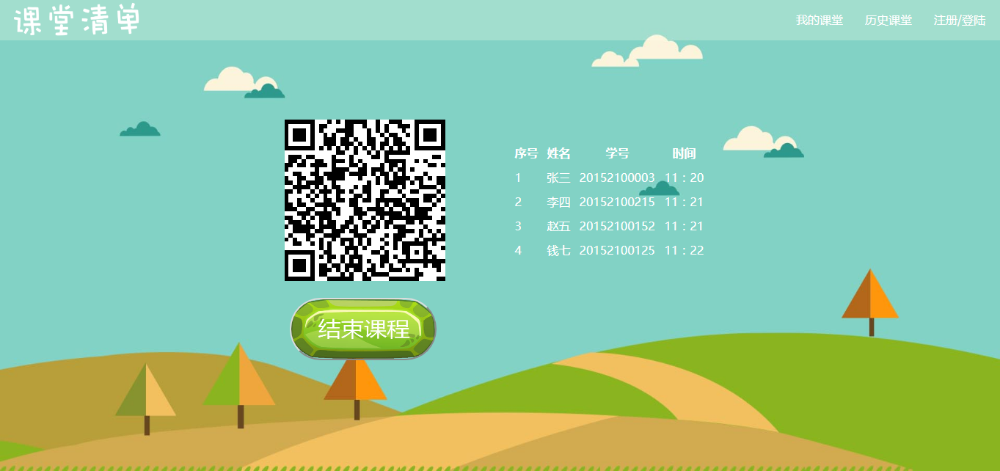 课堂清单
我的课堂 历史课堂 注册/登陆
序号 姓名 学号 时间
1 张三 20152100003 11：20
2 李四 20152100215 11：21
3 赵五 20152100152 11：21
4 钱七 20152100125 11：22
结束课程